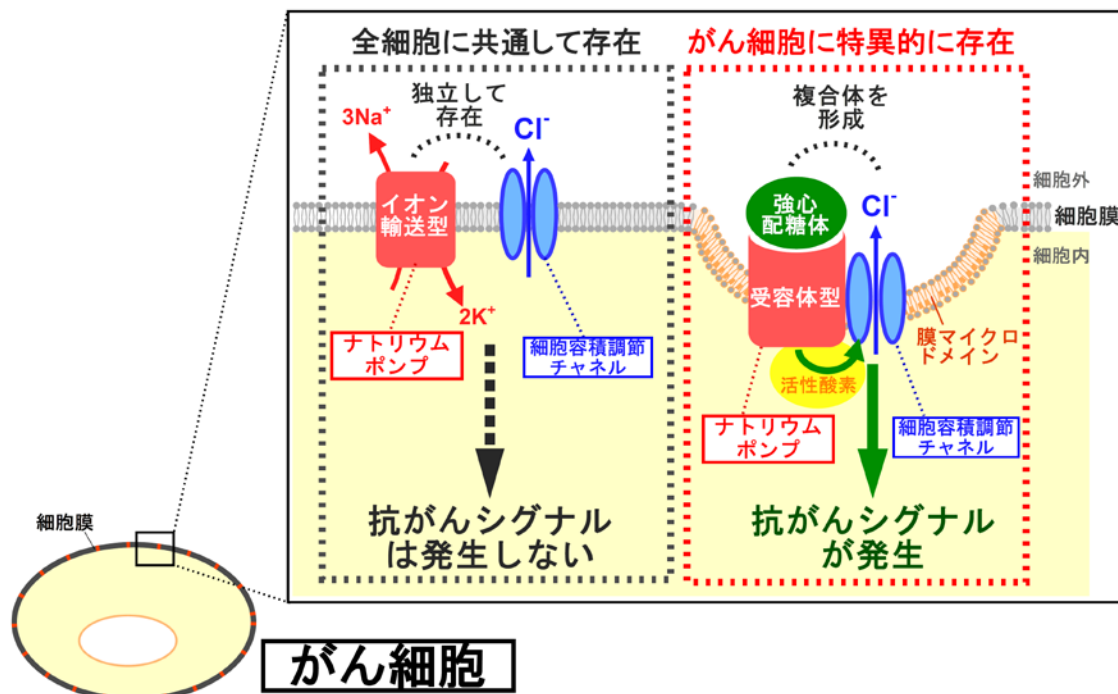 全細胞に共通して存在
がん細胞に特異的に存在
独立して
存在
3Na⁺
Cl⁻
イオン
輸送型
2K⁺
ナトリウム
ポンプ
細胞容積調節
チャネル
抗がんシグナル
は発生しない
複合体を
形成
強心
配糖体
Cl⁻
受容体型
活性酸素
細胞外
細胞膜
細胞内
膜マイクロ
ドメイン
ナトリウム
ポンプ
細胞容積調節
チャネル
抗がんシグナル
が発生
細胞膜
がん細胞